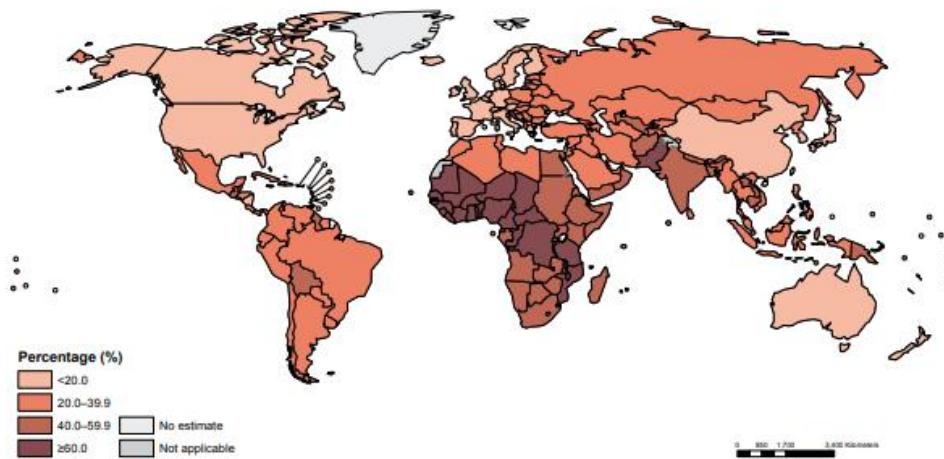 Percentage (%)
<20.0
20.0–39.9
40.0–59.9
≥60.0
No estimate
Not applicable
0 850 1,700 3,400 Kilometers